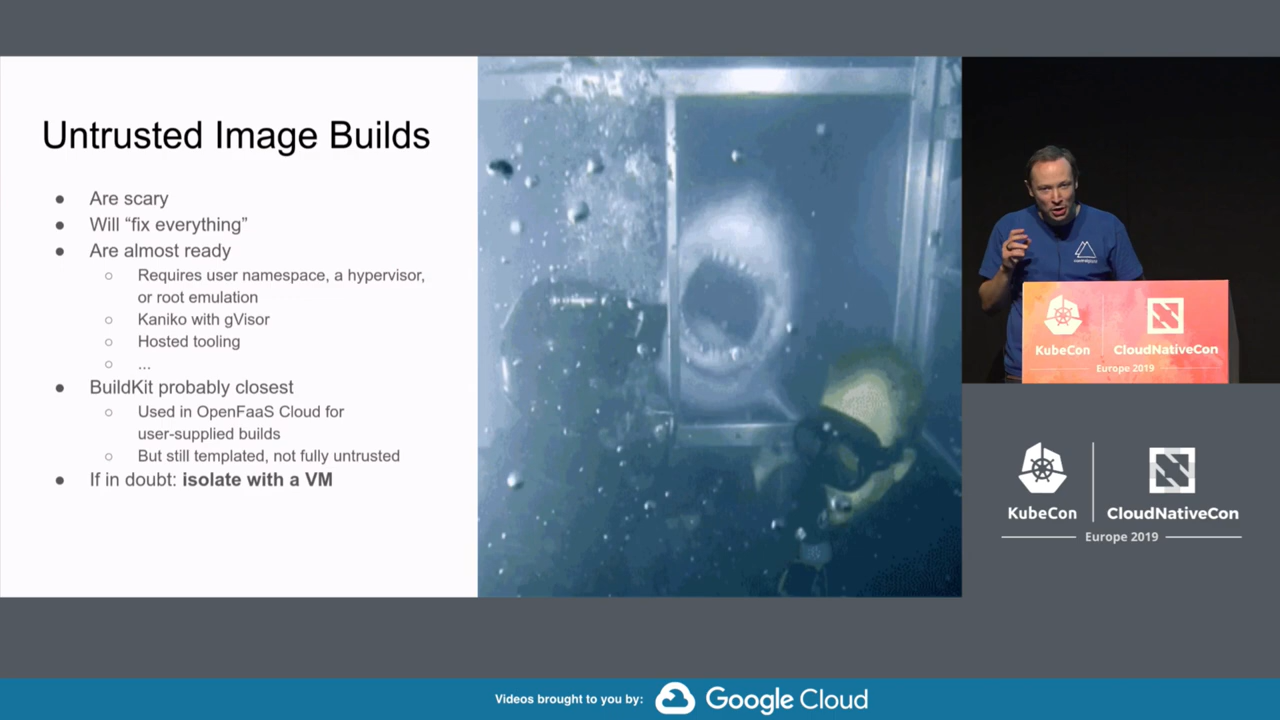 Untrusted Image Builds
● Are scary
● Will “fix everything”
● Are almost ready
○ Requires user namespace, a hypervisor,
or root emulation
○ Kaniko with gVisor
○ Hosted tooling
○ ...
● BuildKit probably closest
○ Used in OpenFaaS Cloud for
user-supplied builds
○ But still templated, not fully untrusted
● If in doubt: isolate with a VM
KubeCon
CloudNativeCon
Europe 2019
KubeCon
CloudNativeCon
Europe 2019
Videos brought to you by: Google Cloud